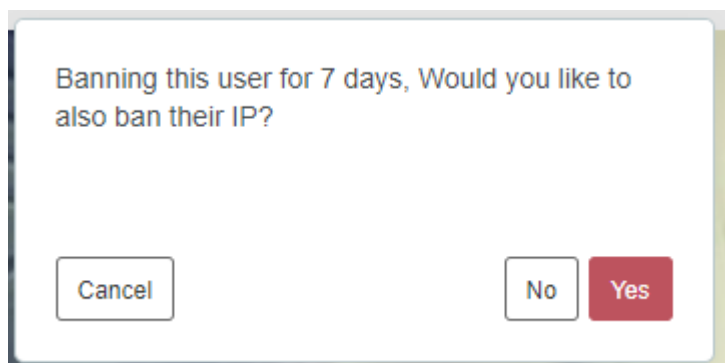 Banning this user for 7 days, Would you like to
also ban their IP?
Cancel
No
Yes